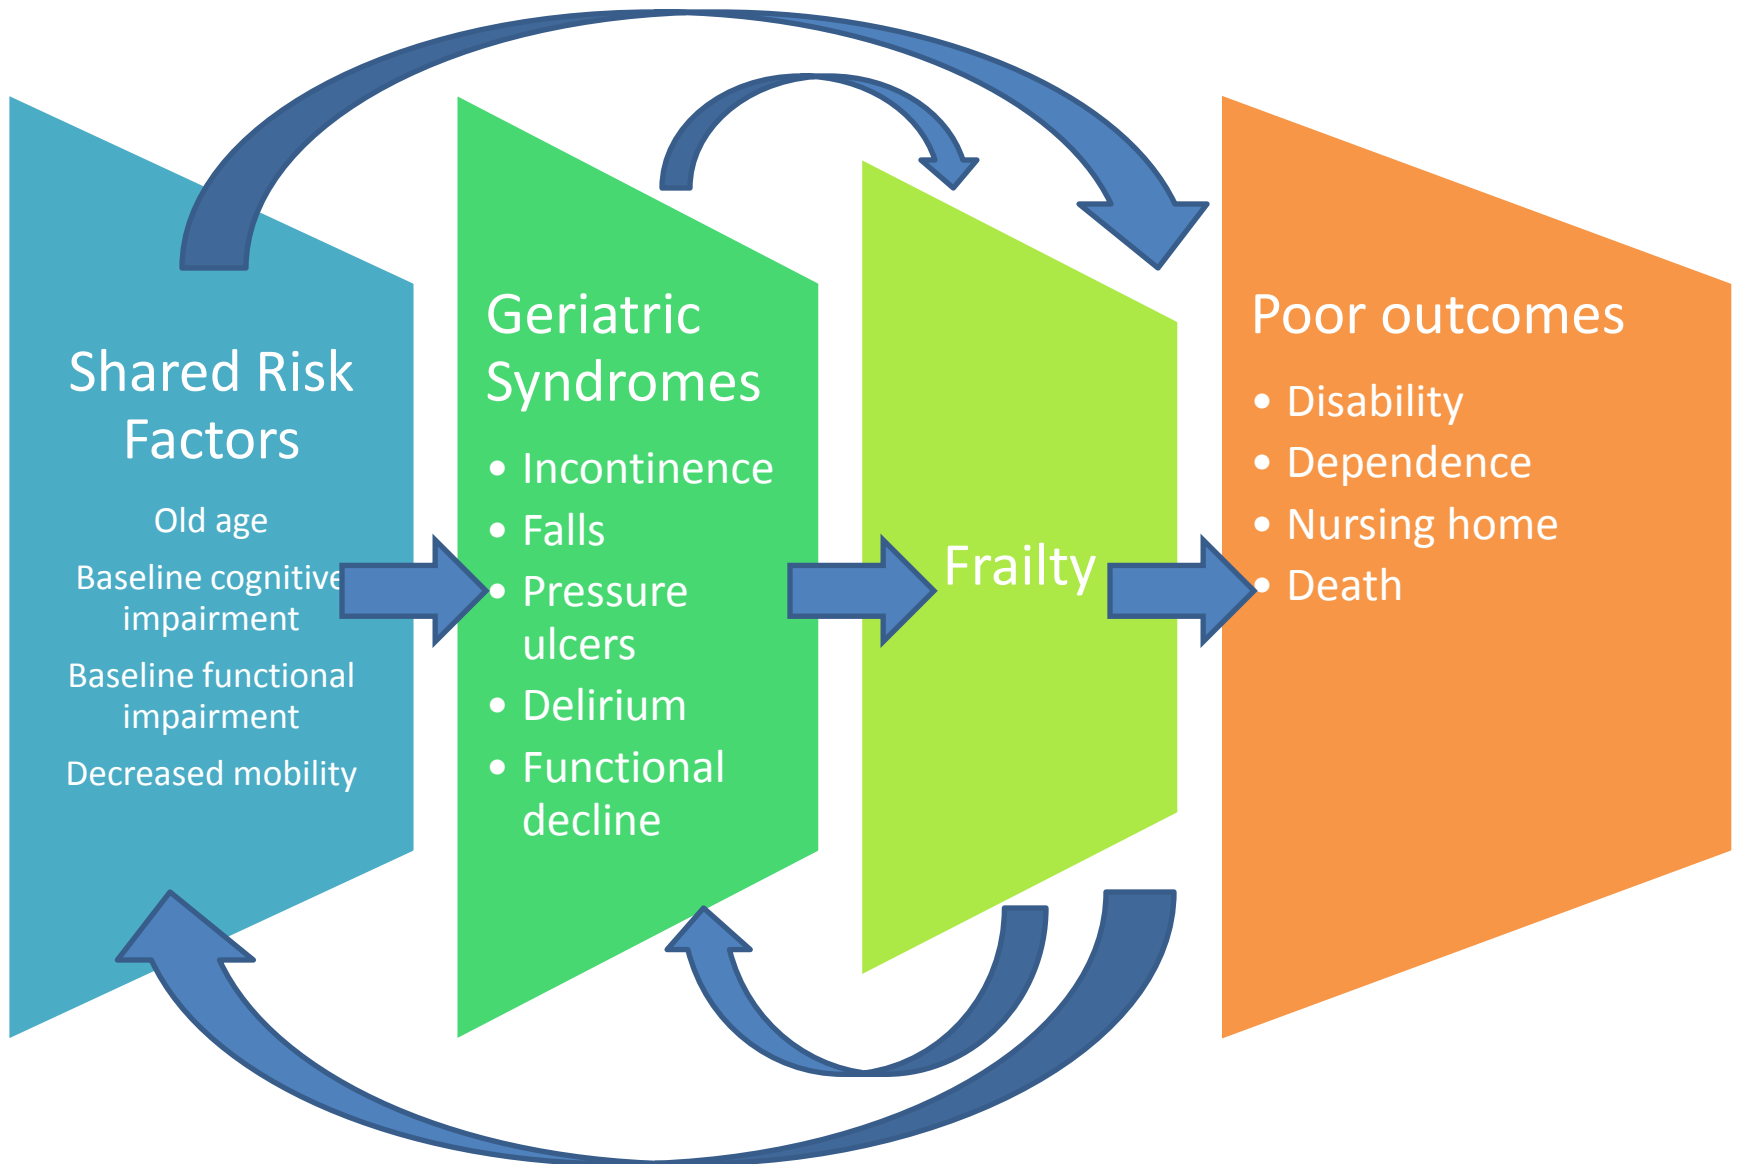 Shared Risk
Factors
Old age
Baseline cognitive
impairment
Baseline functional
impairment
Decreased mobility
Geriatric
Syndromes
• Incontinence
• Falls
• Pressure
ulcers
• Delirium
• Functional
decline
Frailty
Poor outcomes
• Disability
• Dependence
• Nursing home
• Death